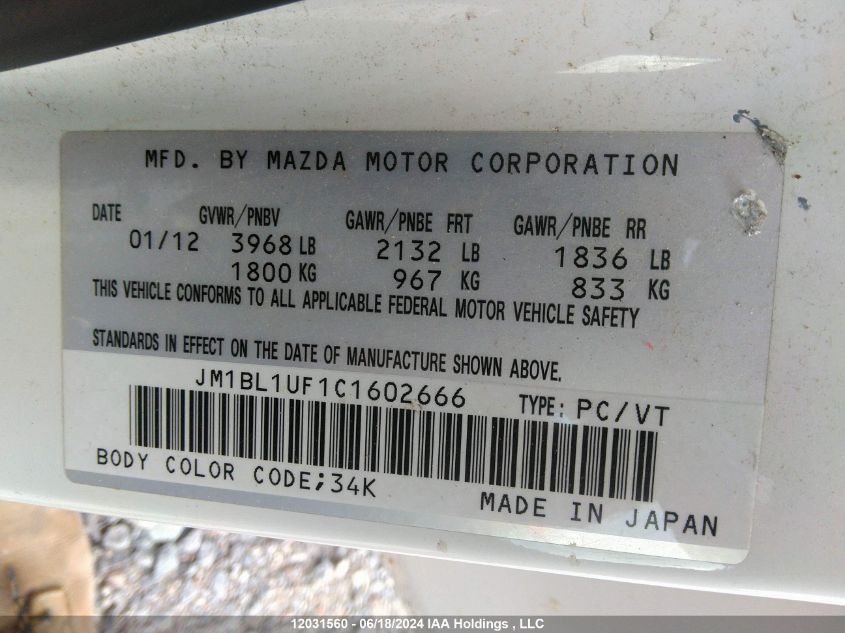 MFD. BY MAZDA MOTOR CORPORATION
DATE GVWR/PNBV GAWR/PNBE FRT GAWR/PNBE RR
01/12 3968 LB 2132 LB 1836 LB
1800 KG 967 KG 833 KG
THIS VEHICLE CONFORMS TO ALL APPLICABLE FEDERAL MOTOR VEHICLE SAFETY
STANDARDS IN EFFECT ON THE DATE OF MANUFACTURE SHOWN ABOVE.
JM1BL1UF1C1602666 TYPE: PC/VT
BODY COLOR CODE;34K
MADE IN JAPAN
12031560 - 06/18/2024 IAA Holdings , LLC